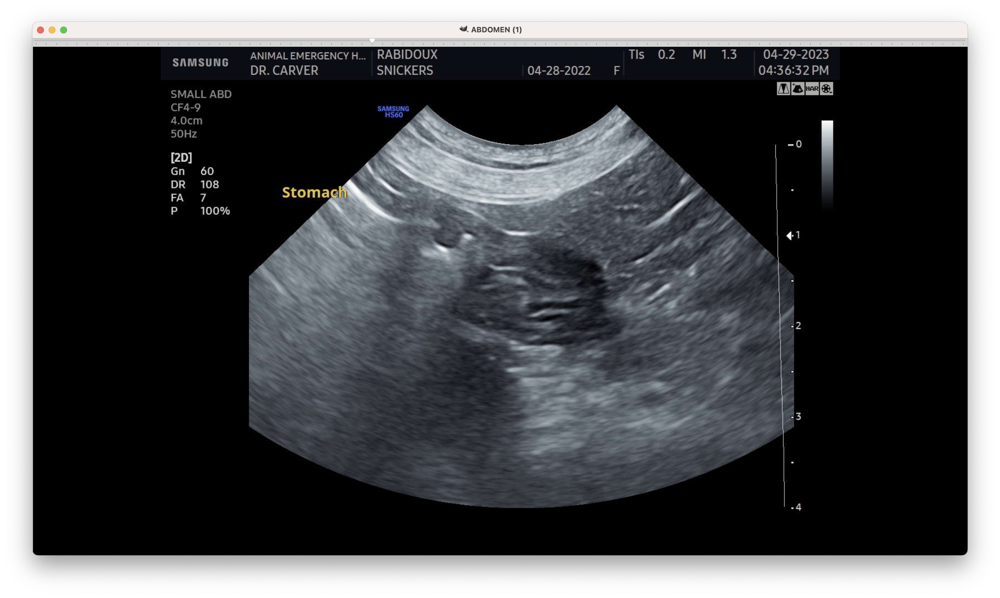 ABDOMEN (1)
SAMSUNG
ANIMAL EMERGENCY H...
DR. CARVER
RABIDOUX
SNICKERS
04-28-2022 F
TIs 0.2 MI 1.3
04-29-2023
04:36:32 PM
HAR
SMALL ABD
CF4-9
4.0cm
50Hz
[2D]
Gn 60
DR 108
FA 7
P 100%
SAMSUNG
HS60
Stomach
0
1
2
3
4